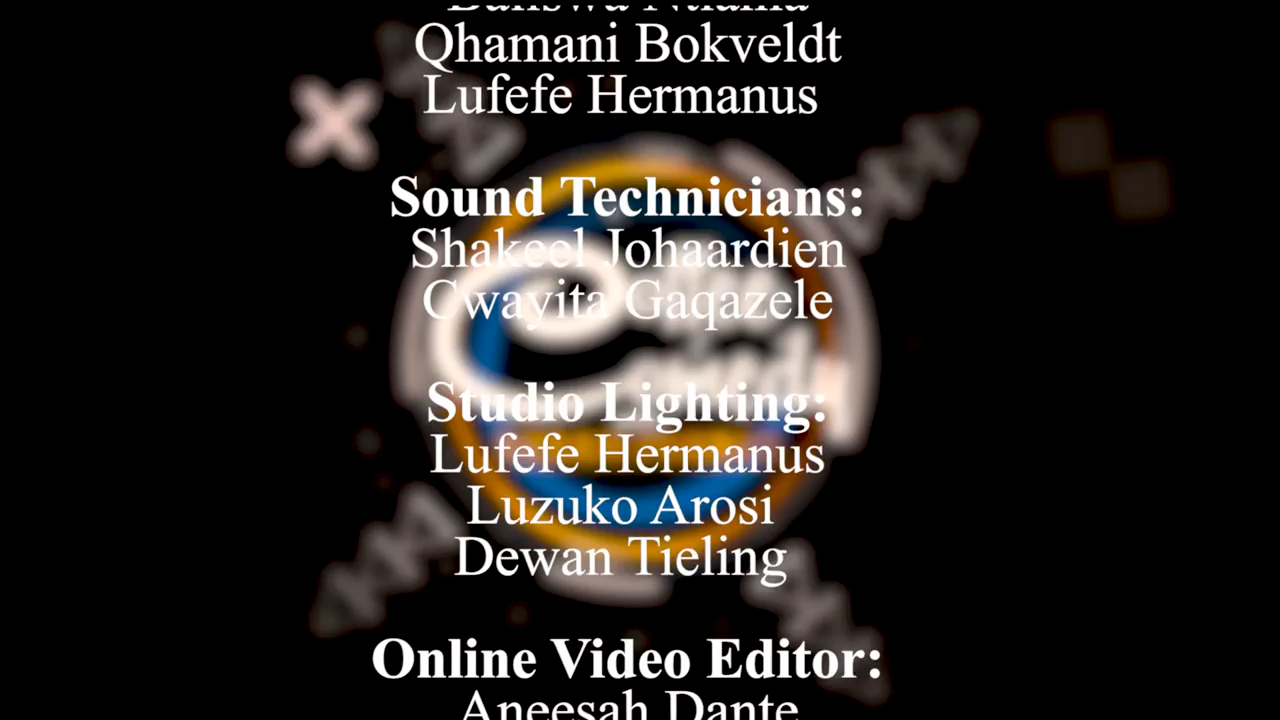 Qhamani Bokveldt
Lufefe Hermanus
Sound Technicians:
Shakeel Johaardien
Cwayita Gaqazele
Studio Lighting:
Lufefe Hermanus
Luzuko Arosi
Dewan Tieling
Online Video Editor:
Aneesah Dante